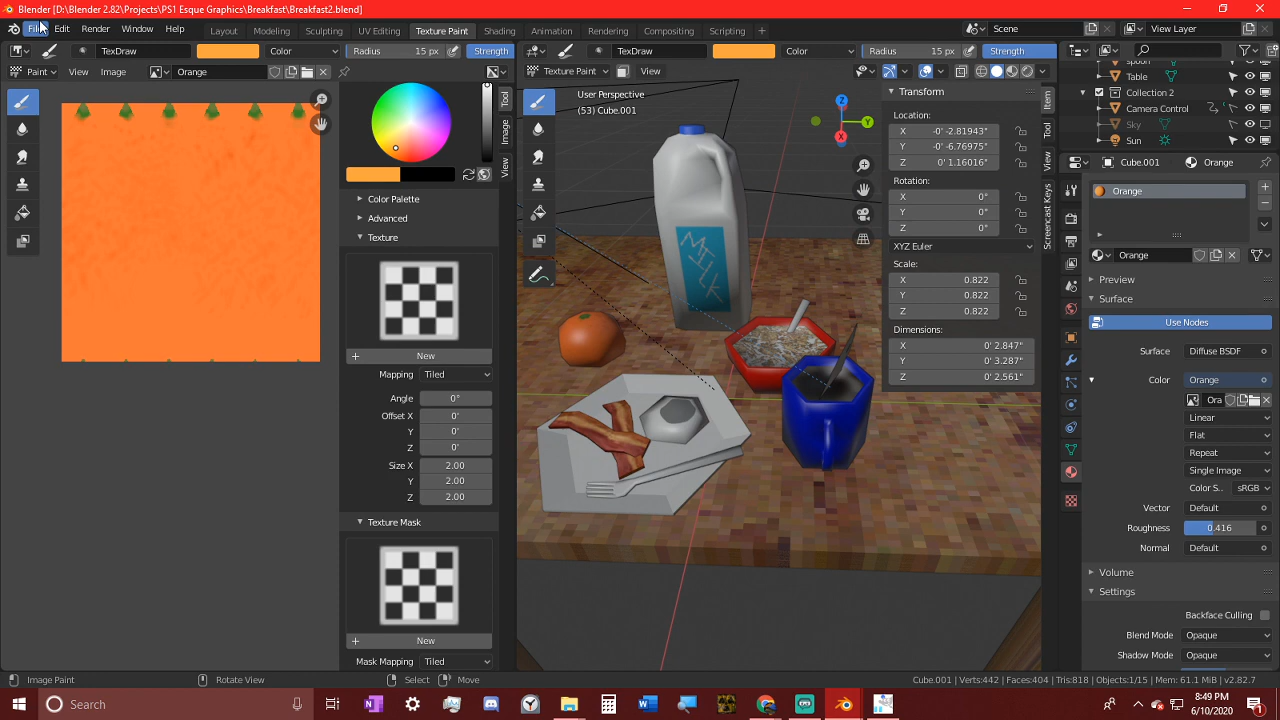 Blender [D:\Blender 2.82\Projects\PS1 Esque Graphics\Breakfast\Breakfast2.blend]
File Edit Render Window Help Layout Modeling Sculpting UV Editing Texture Paint Shading Animation Rendering Compositing Scripting + Scene View Layer
TexDraw Color Radius 15 px Strength TexDraw Color Radius 15 px Strength
Paint View Image Orange Texture Paint View
spoon
Table
Collection 2
Camera Control
Sky
Sun
User Perspective
(53) Cube.001
Tool
Image
View
Color Palette
Advanced
Texture
New
Mapping Tiled
Angle 0°
Offset X 0'
Y 0'
Z 0'
Size X 2.00
Y 2.00
Z 2.00
Texture Mask
New
Mask Mapping Tiled
MILK
Transform
Location:
X -0' -2.81943"
Y -0' -6.76975"
Z 0' 1.16016"
Rotation:
X 0°
Y 0°
Z 0°
XYZ Euler
Scale:
X 0.822
Y 0.822
Z 0.822
Dimensions:
X 0' 2.847"
Y 0' 3.287"
Z 0' 2.561"
Item
Tool
View
Screencast Keys
Z
Y
X
Cube.001 Orange
Orange
Orange
Preview
Surface
Use Nodes
Surface Diffuse BSDF
Color Orange
Ora
Linear
Flat
Repeat
Single Image
Color S.. sRGB
Vector Default
Roughness 0.416
Normal Default
Volume
Settings
Backface Culling
Blend Mode Opaque
Shadow Mode Opaque
Image Paint Rotate View Select Move Cube.001 | Verts:442 | Faces:404 | Tris:818 | Objects:1/15 | Mem: 61.1 MiB | v2.82.7
Search
8:49 PM
6/10/2020